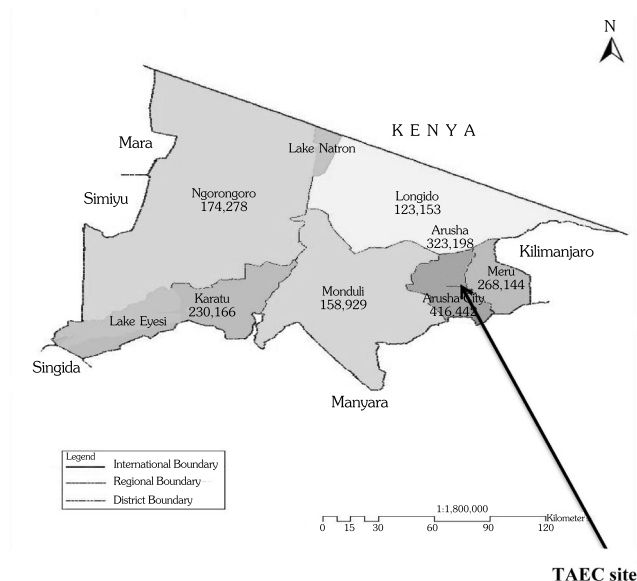 N
KENYA
Mara
Lake Natron
Simiyu
Ngorongoro
174,278
Longido
123,153
Arusha
323,198
Kilimanjaro
Meru
268,144
Monduli
158,929
Karatu
230,166
Arusha City
416,442
Lake Eyesi
Singida
Manyara
Legend
International Boundary
Regional Boundary
District Boundary
1:1,800,000
Kilometer
0 15 30 60 90 120
TAEC site